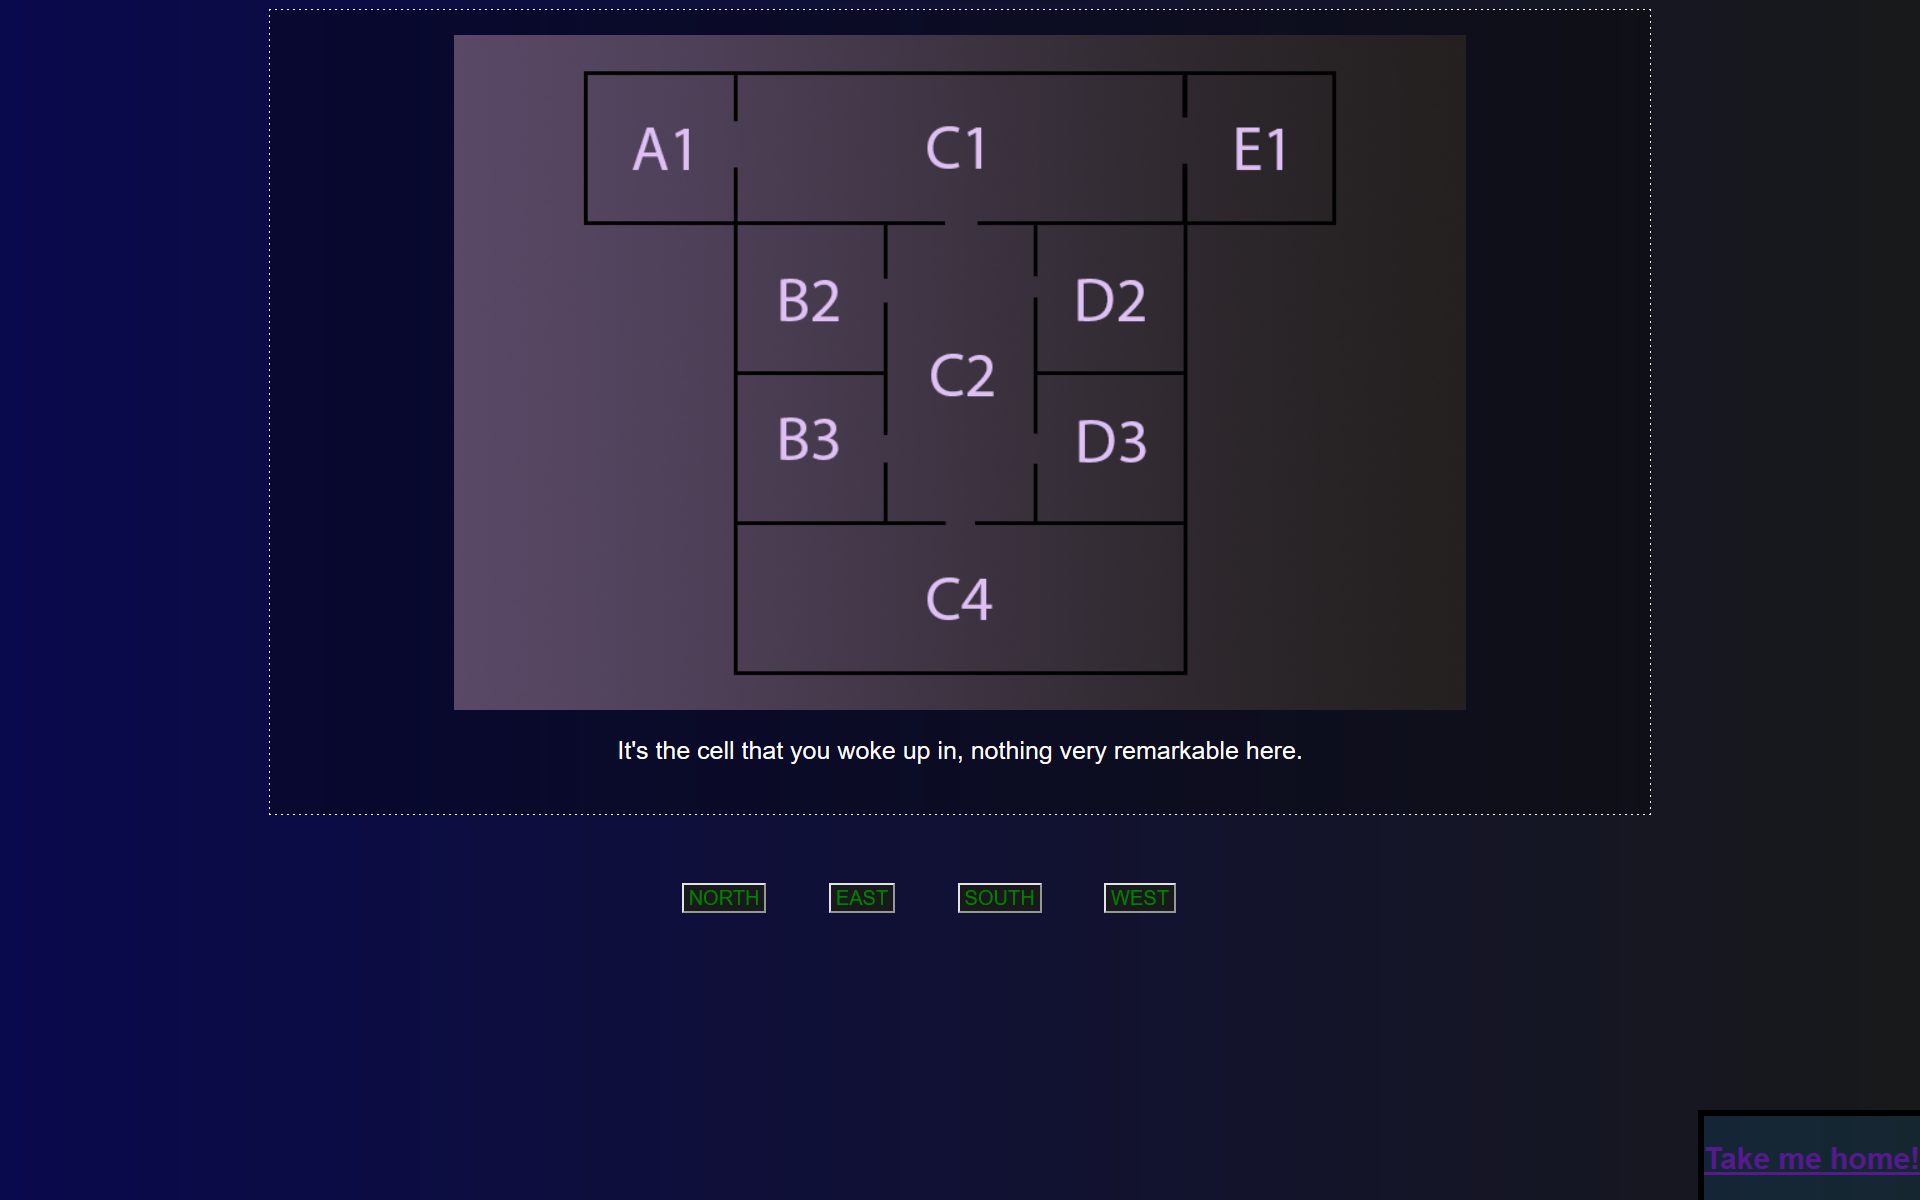 A1 C1 E1
B2 D2
C2
B3 D3
C4
It's the cell that you woke up in, nothing very remarkable here.
NORTH EAST SOUTH WEST
Take me home!